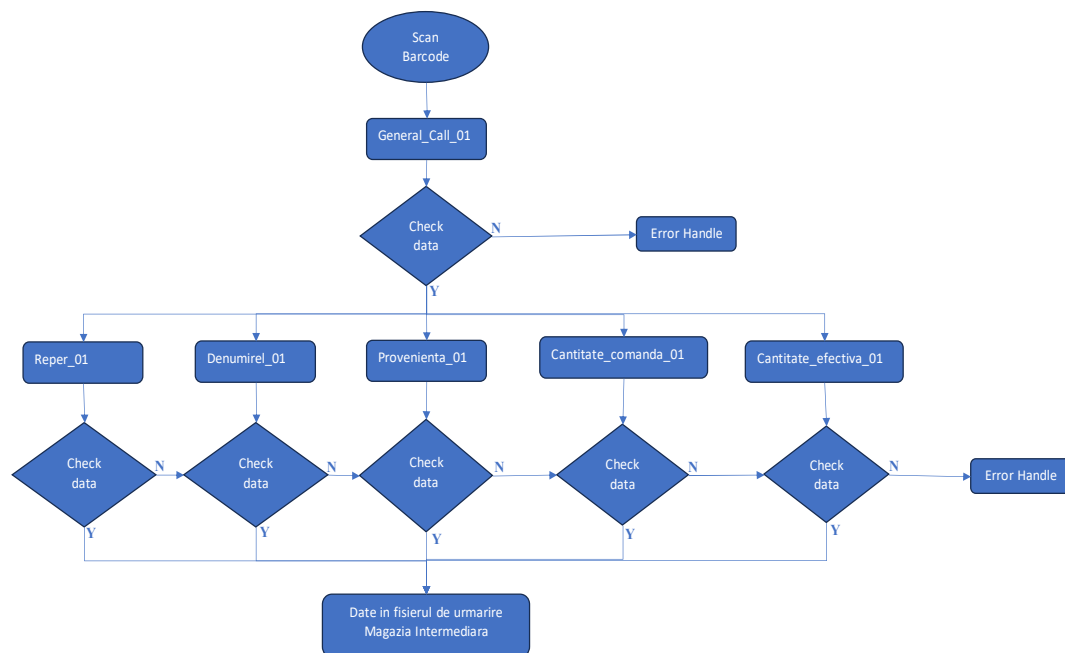 Scan
Barcode
General_Call_01
Check
data
N
Error Handle
Y
Reper_01
Denumirel_01
Provenienta_01
Cantitate_comanda_01
Cantitate_efectiva_01
Check
data
N
Check
data
N
Check
data
N
Check
data
N
Check
data
N
Error Handle
Y
Y
Y
Y
Y
Date in fisierul de urmarire
Magazia Intermediara